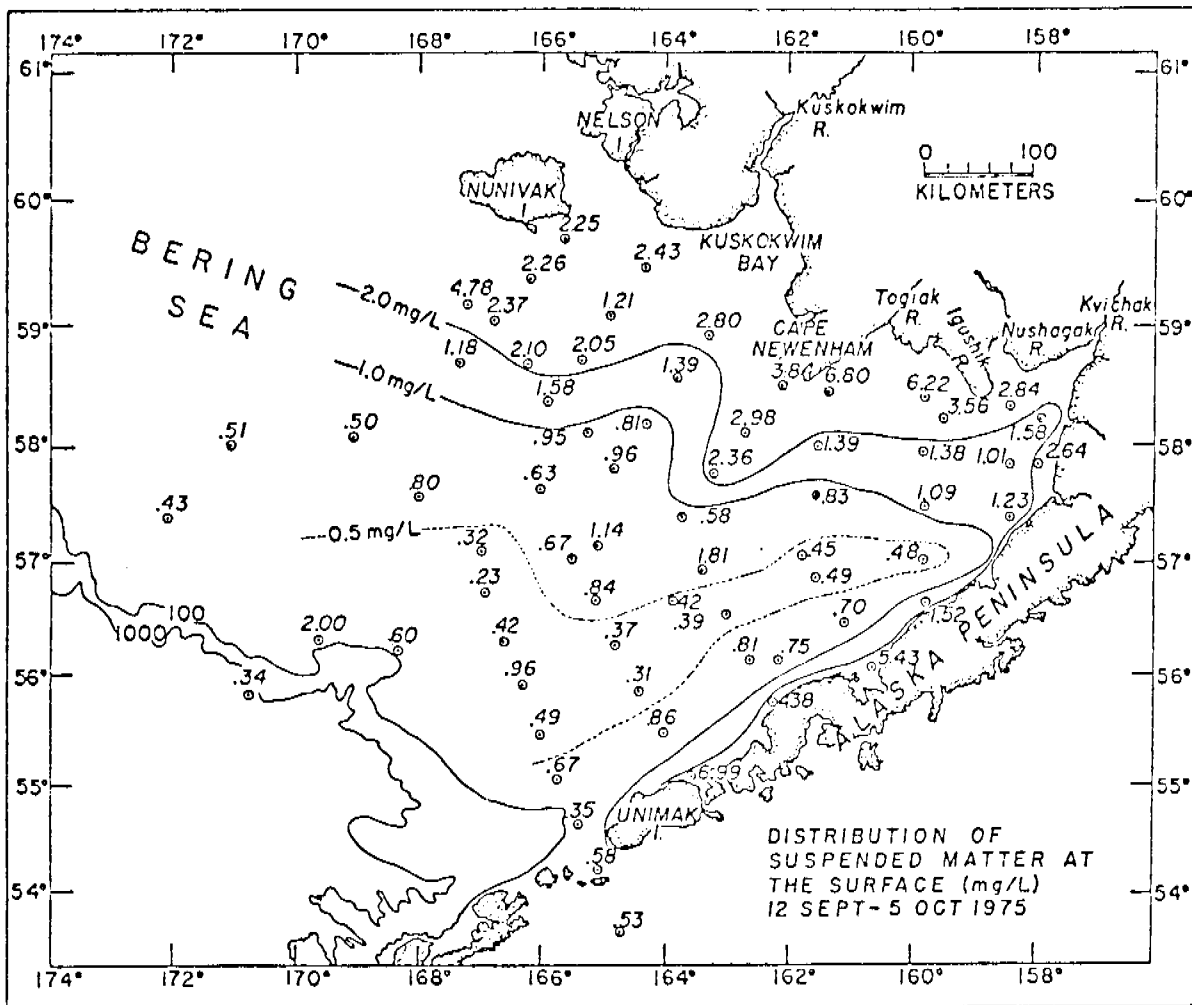 174° 172° 170° 168° 166° 164° 162° 160° 158°
61° 61°
Kuskokwim
R.
NELSON
I.
0 100
KILOMETERS
60° 60°
NUNIVAK
I
2.25
KUSKOKWIM
BAY
BERING
SEA
2.26 2.43
4.78 2.37 1.21
2.0 mg/L
Togiak
R.
Igushik
R.
Nushagak
R.
Kvichak
R.
59° 59°
2.80
CAPE
NEWENHAM
1.18 2.10 2.05 1.39
6.80 6.22 2.84
1.0 mg/L
1.58 3.56
.51 .50 .95 .81 2.98 1.39 1.38 1.01 1.58 2.64
58° 58°
.96 2.36
.80 .63 .83 1.09 1.23
.43 .58
0.5 mg/L
.32 .67 1.14 1.81 .45 .48
57° 57°
.23 .84 .42 .49
100
1000
2.00 .60 .42 .37 .39 .70 1.52
.81 .75
ALASKA PENINSULA
56° 56°
.34 .96 .31 5.43
.49 .86
.67 6.99
55° 55°
.35
UNIMAK
I.
.58
54° 54°
.53
DISTRIBUTION OF
SUSPENDED MATTER AT
THE SURFACE (mg/L)
12 SEPT - 5 OCT 1975
174° 172° 170° 168° 166° 164° 162° 160° 158°